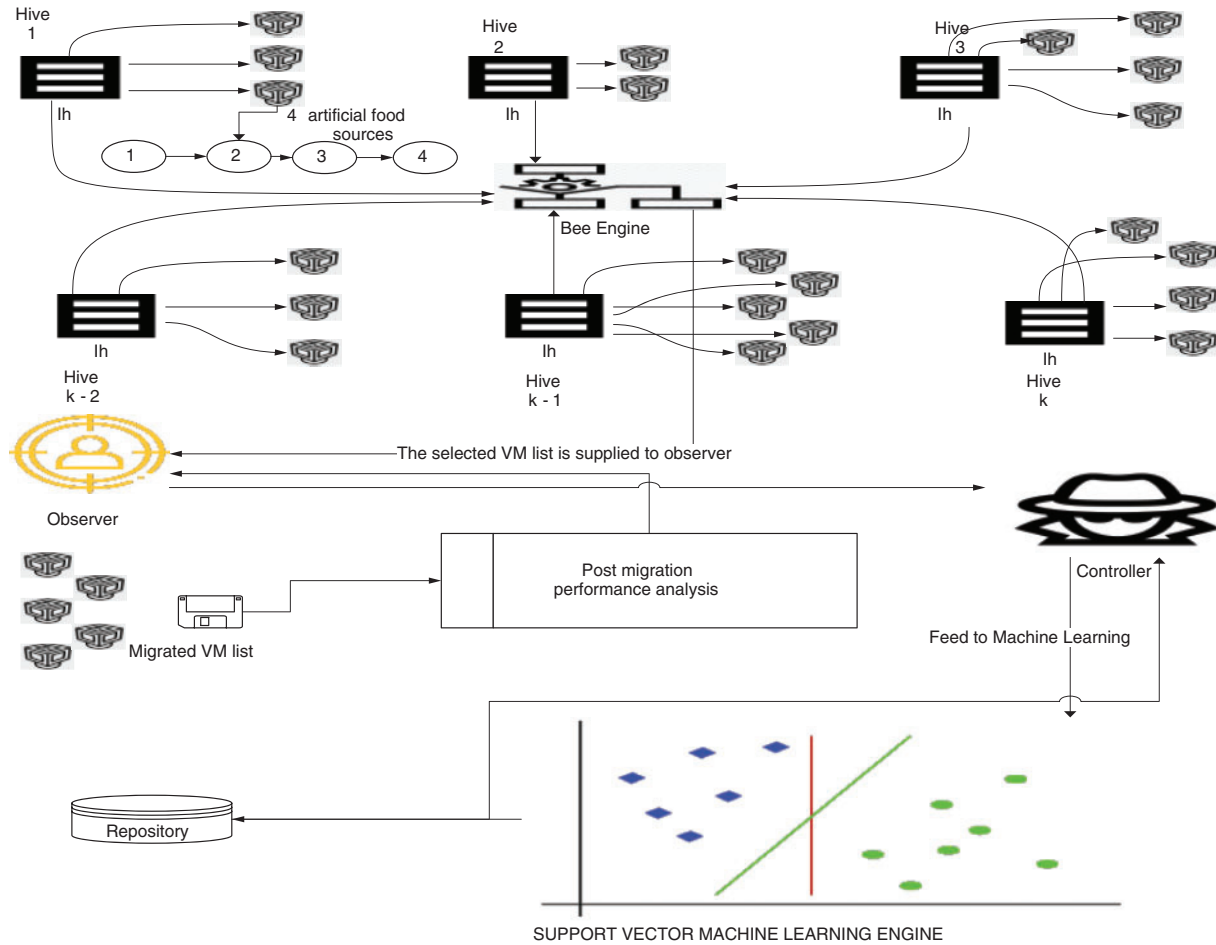 Hive
1
Hive
2
Hive
3
Ih
Ih
Ih
4 artificial food
sources
1
2
3
4
Bee Engine
Ih
Ih
Ih
Hive
k - 2
Hive
k - 1
Hive
k
The selected VM list is supplied to observer
Observer
Post migration
performance analysis
Controller
Migrated VM list
Feed to Machine Learning
Repository
SUPPORT VECTOR MACHINE LEARNING ENGINE